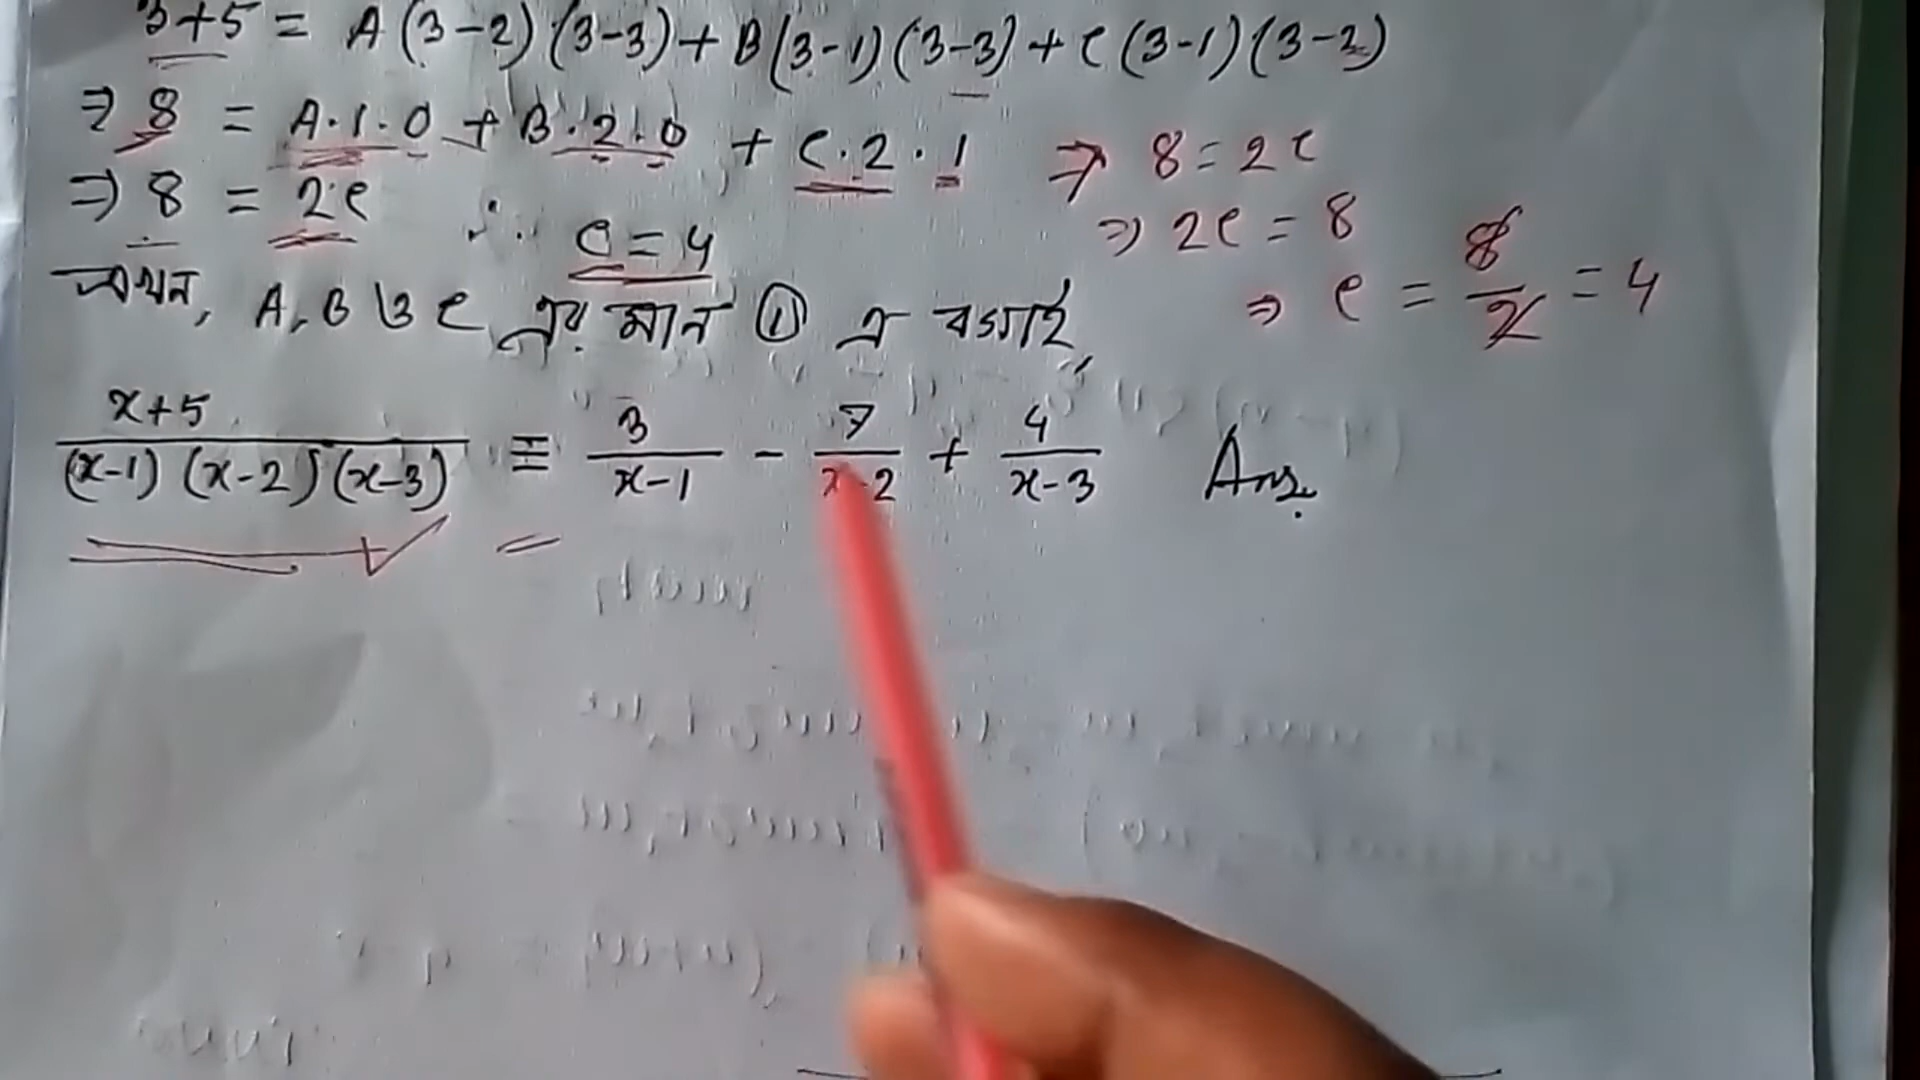 3+5 = A(3-2)(3-3)+B(3-1)(3-3)+C(3-1)(3-2)
⇒ 8 = A·1·0 + B·2·0 + C·2·1 ⇒ 8 = 2C
⇒ 8 = 2C ∴ C = 4 ⇒ 2C = 8
⇒ C = 8/2 = 4
এখন, A, B ও C এর মান ① এ বসাই,
x+5/(x-1)(x-2)(x-3) ≡ 3/x-1 - 7/x-2 + 4/x-3 Ans.